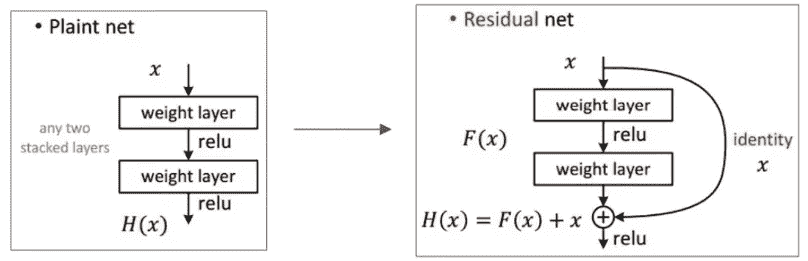 • Plaint net
x
weight layer
any two
stacked layers
relu
weight layer
relu
H(x)
• Residual net
x
weight layer
F(x)
relu
identity
x
weight layer
H(x) = F(x) + x
relu